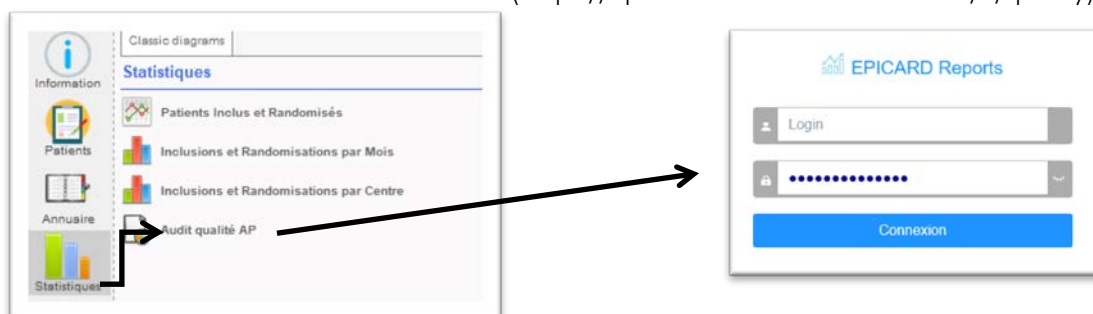 Classic diagrams
Statistiques
Information
Patients Inclus et Randomisés
Patients
Inclusions et Randomisations par Mois
Inclusions et Randomisations par Centre
Annuaire
Audit qualité AP
Statistiques
EPICARD Reports
Login
••••••••••••••
Connexion